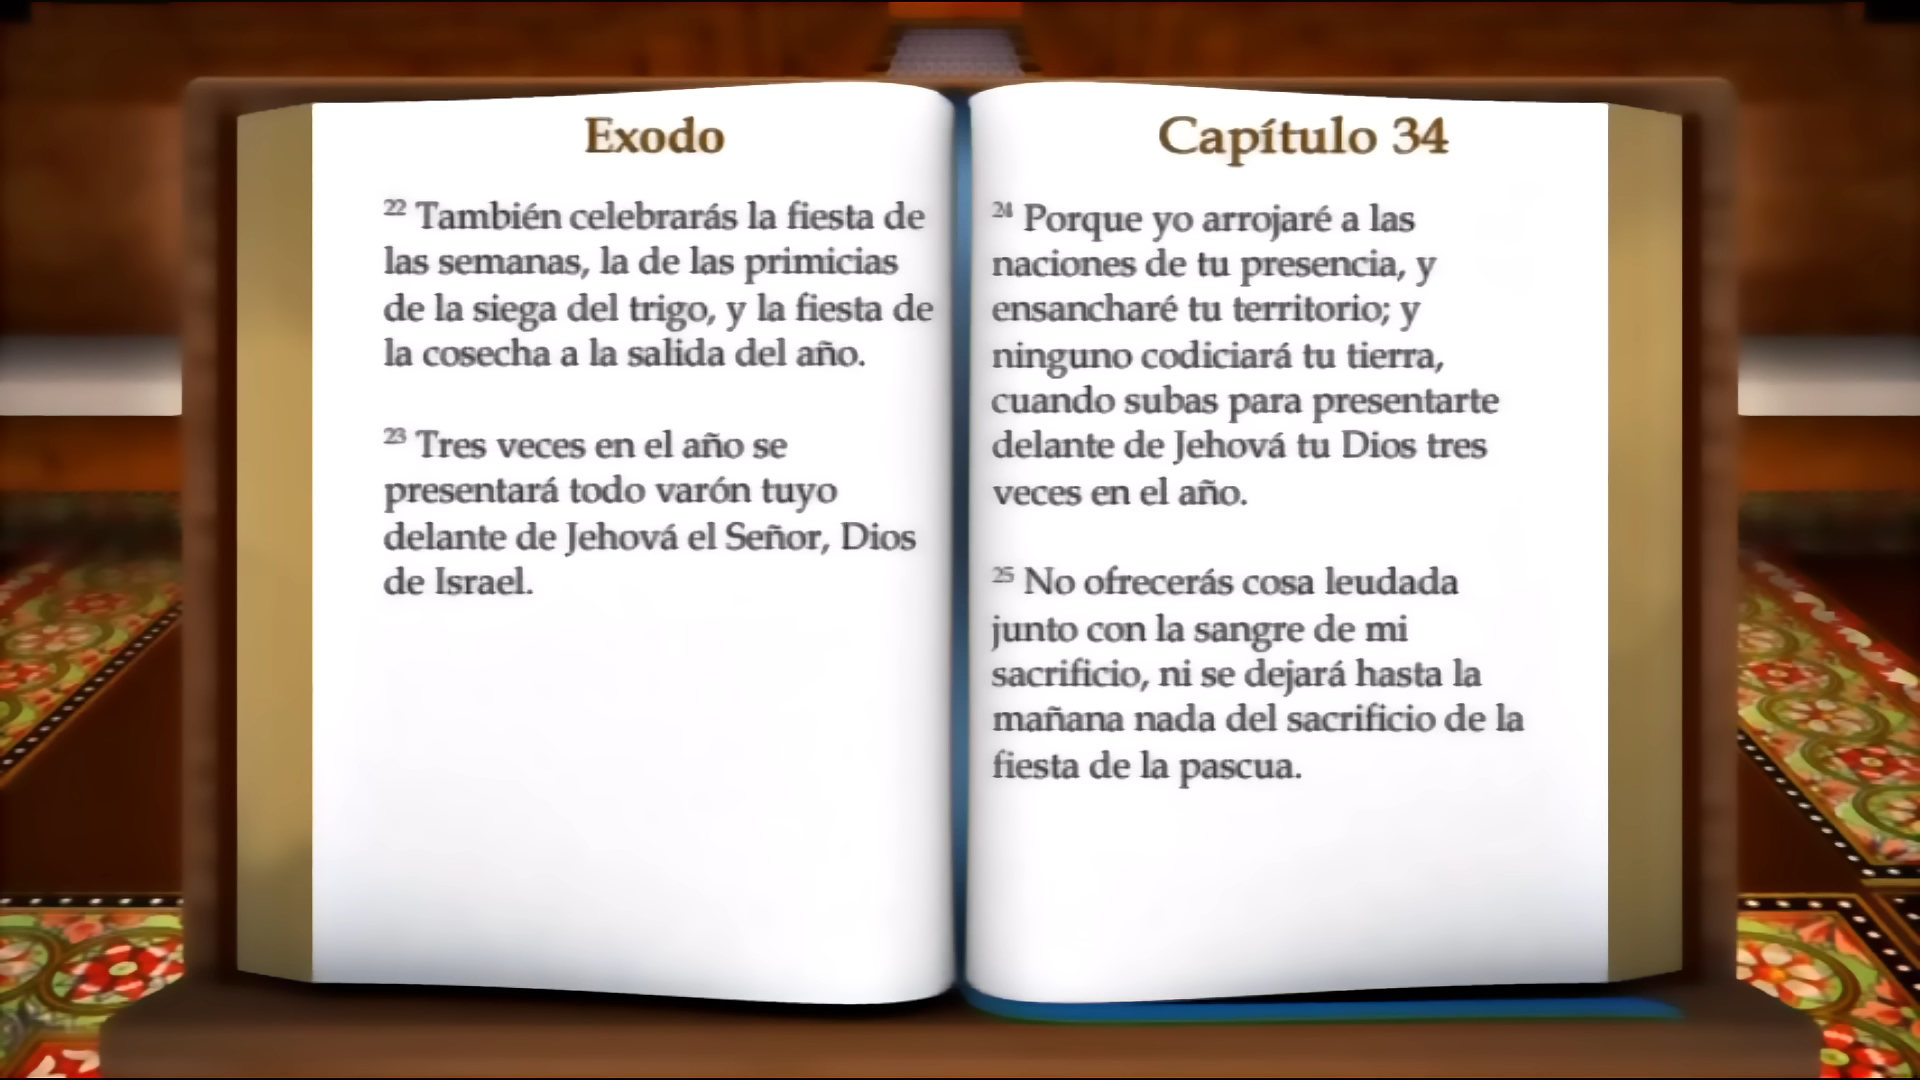 Exodo
22 También celebrarás la fiesta de
las semanas, la de las primicias
de la siega del trigo, y la fiesta de
la cosecha a la salida del año.
23 Tres veces en el año se
presentará todo varón tuyo
delante de Jehová el Señor, Dios
de Israel.
Capítulo 34
24 Porque yo arrojaré a las
naciones de tu presencia, y
ensancharé tu territorio; y
ninguno codiciará tu tierra,
cuando subas para presentarte
delante de Jehová tu Dios tres
veces en el año.
25 No ofrecerás cosa leudada
junto con la sangre de mi
sacrificio, ni se dejará hasta la
mañana nada del sacrificio de la
fiesta de la pascua.